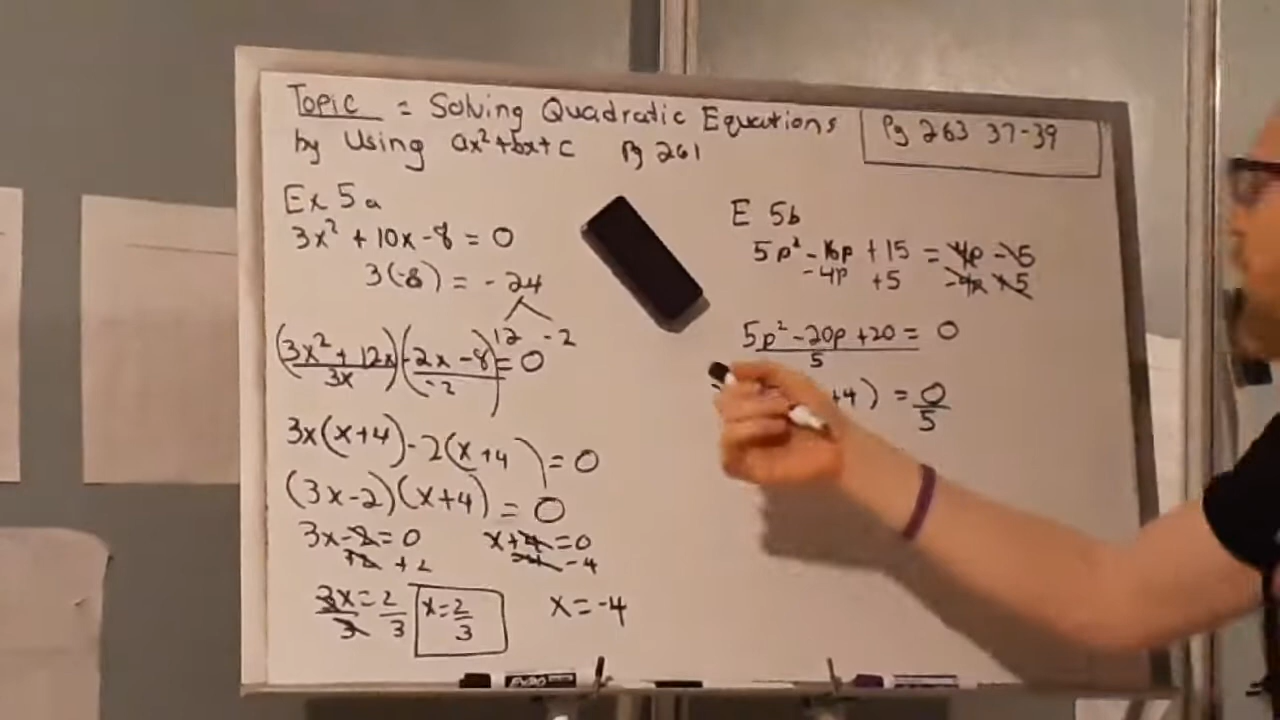 Topic = Solving Quadratic Equations
by Using ax²+bx+c Pg 261
Pg 263 37-39
Ex 5a
3x² + 10x - 8 = 0
3(-8) = -24
12 -2
(3x² + 12x)(-2x - 8) = 0
3x -2
3x(x+4) - 2(x+4) = 0
(3x-2)(x+4) = 0
3x-2=0 x+4=0
+2 +2 -4 -4
3x=2 x=2 x=-4
3 3 3
E 5b
5p² - 16p + 15 = 4p - 5
-4p +5 -4p +5
5p² - 20p + 20 = 0
5
+4) = 0
5
EXPO